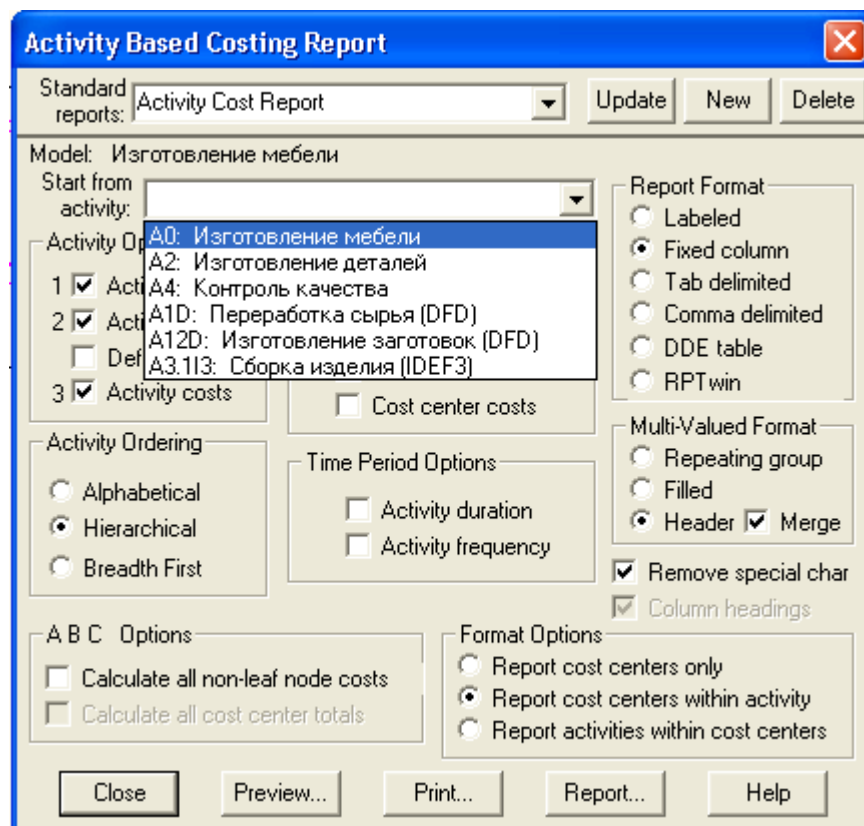 Activity Based Costing Report
Standard reports: Activity Cost Report Update New Delete
Model: Изготовление мебели
Start from activity:
A0: Изготовление мебели
A2: Изготовление деталей
A4: Контроль качества
A1D: Переработка сырья (DFD)
A12D: Изготовление заготовок (DFD)
A3.1I3: Сборка изделия (IDEF3)
1
2
3 Activity costs
Cost center costs
Activity Ordering
Alphabetical
Hierarchical
Breadth First
Time Period Options
Activity duration
Activity frequency
Report Format
Labeled
Fixed column
Tab delimited
Comma delimited
DDE table
RPTwin
Multi-Valued Format
Repeating group
Filled
Header Merge
Remove special char
Column headings
A B C Options
Calculate all non-leaf node costs
Calculate all cost center totals
Format Options
Report cost centers only
Report cost centers within activity
Report activities within cost centers
Close Preview... Print... Report... Help